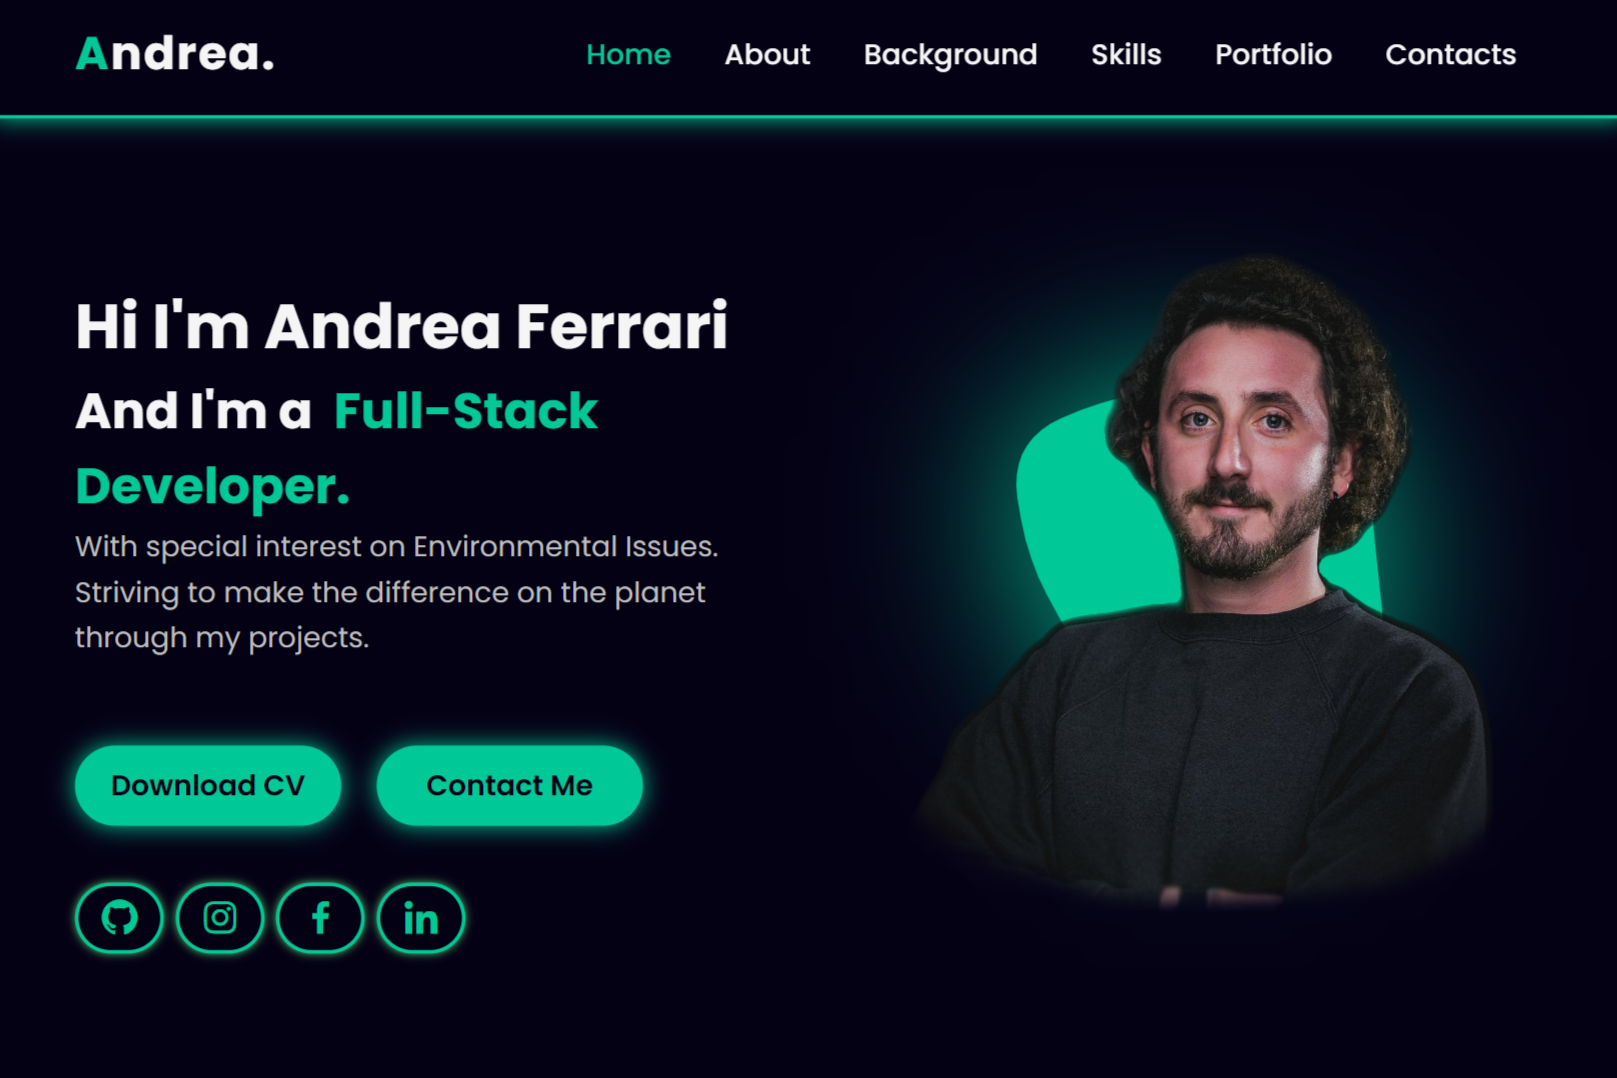 Andrea.
Home About Background Skills Portfolio Contacts
Hi I'm Andrea Ferrari
And I'm a Full-Stack
Developer.
With special interest on Environmental Issues.
Striving to make the difference on the planet
through my projects.
Download CV Contact Me